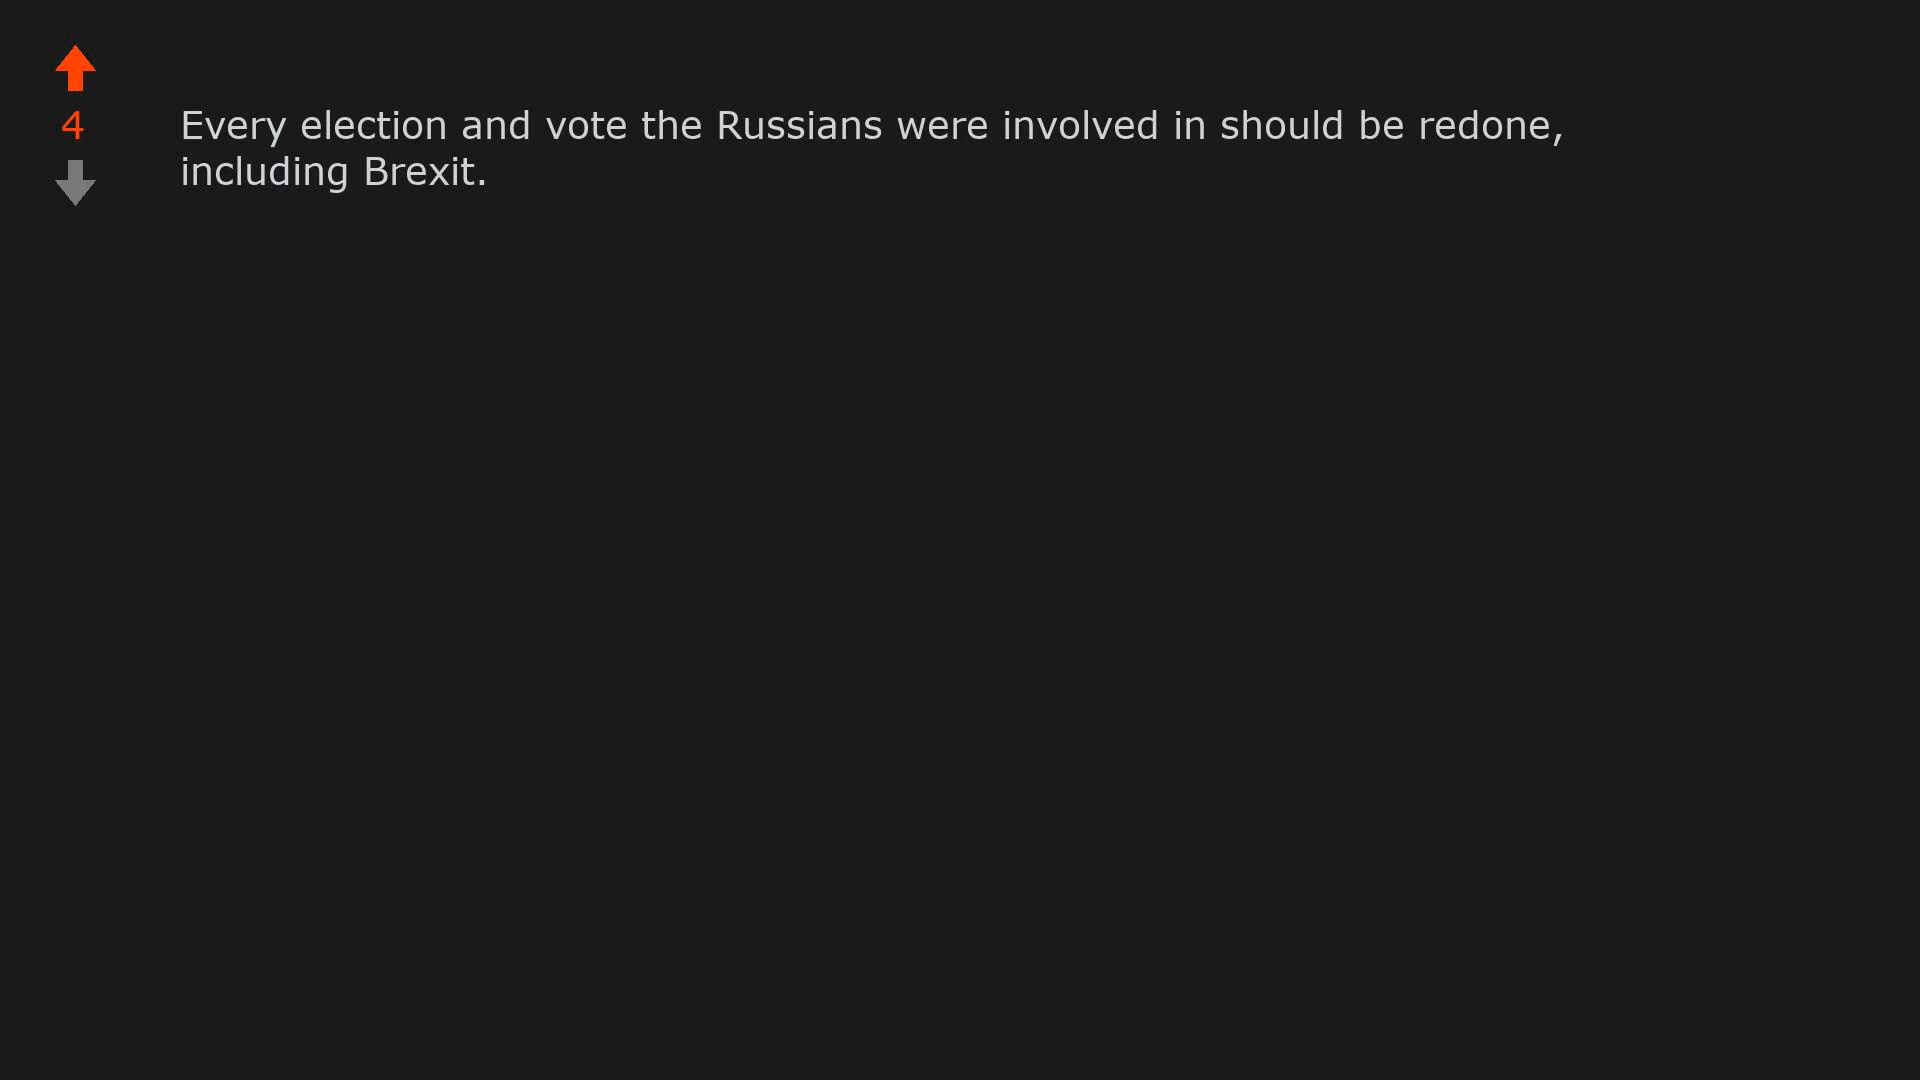 4
Every election and vote the Russians were involved in should be redone,
including Brexit.